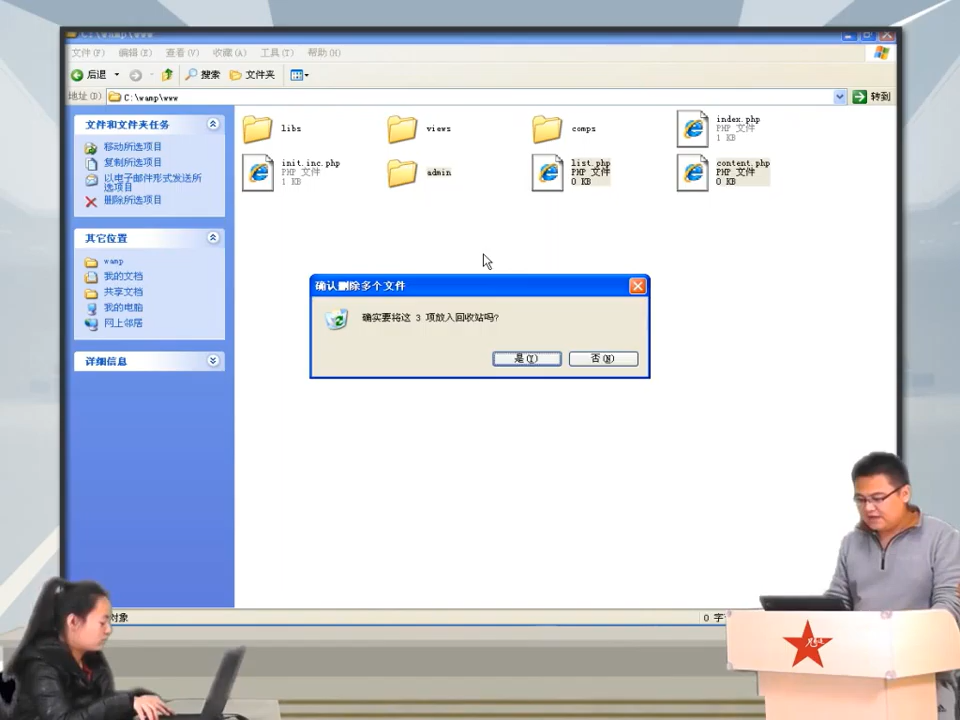 C:\wamp\www
文件(F) 编辑(E) 查看(V) 收藏(A) 工具(T) 帮助(H)
后退 搜索 文件夹
地址(D) C:\wamp\www 转到
文件和文件夹任务
移动所选项目
复制所选项目
以电子邮件形式发送所
选项目
删除所选项目
其它位置
wamp
我的文档
共享文档
我的电脑
网上邻居
详细信息
libs
views
comps
index.php
PHP 文件
1 KB
init.inc.php
PHP 文件
1 KB
admin
list.php
PHP 文件
0 KB
content.php
PHP 文件
0 KB
确认删除多个文件
确实要将这 3 项放入回收站吗?
是(Y) 否(N)
对象
0 字